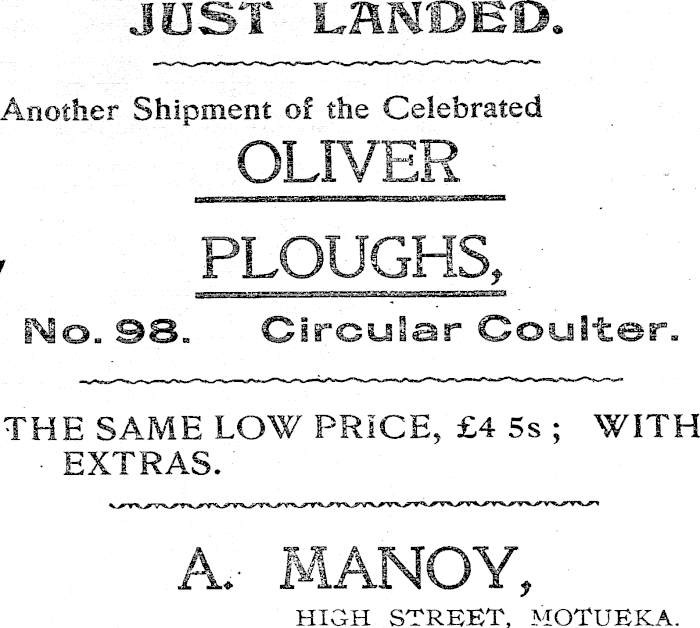 JUST LANDED.
Another Shipment of the Celebrated
OLIVER
PLOUGHS,
No. 98. Circular Coulter.
THE SAME LOW PRICE, £4 5s ; WITH
EXTRAS.
A. MANOY,
HIGH STREET, MOTUEKA.